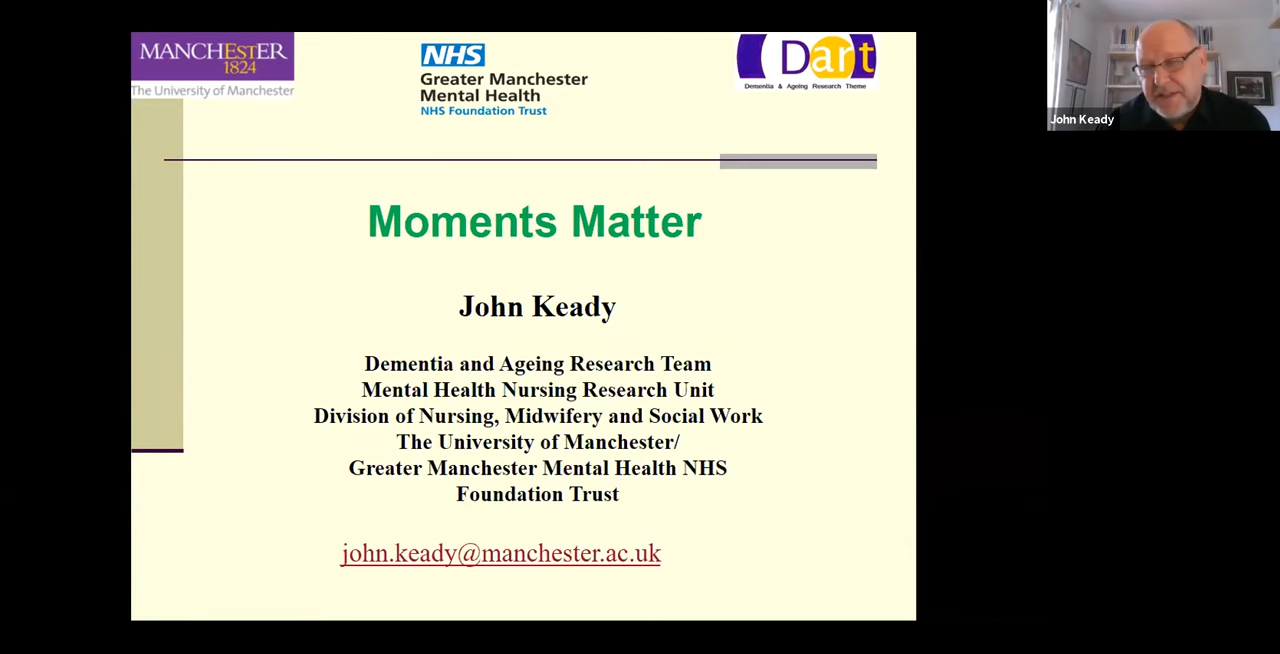 MANCHESTER
1824
The University of Manchester
NHS
Greater Manchester
Mental Health
NHS Foundation Trust
Dart
Dementia & Ageing Research Theme
John Keady
Moments Matter
John Keady
Dementia and Ageing Research Team
Mental Health Nursing Research Unit
Division of Nursing, Midwifery and Social Work
The University of Manchester/
Greater Manchester Mental Health NHS
Foundation Trust
john.keady@manchester.ac.uk